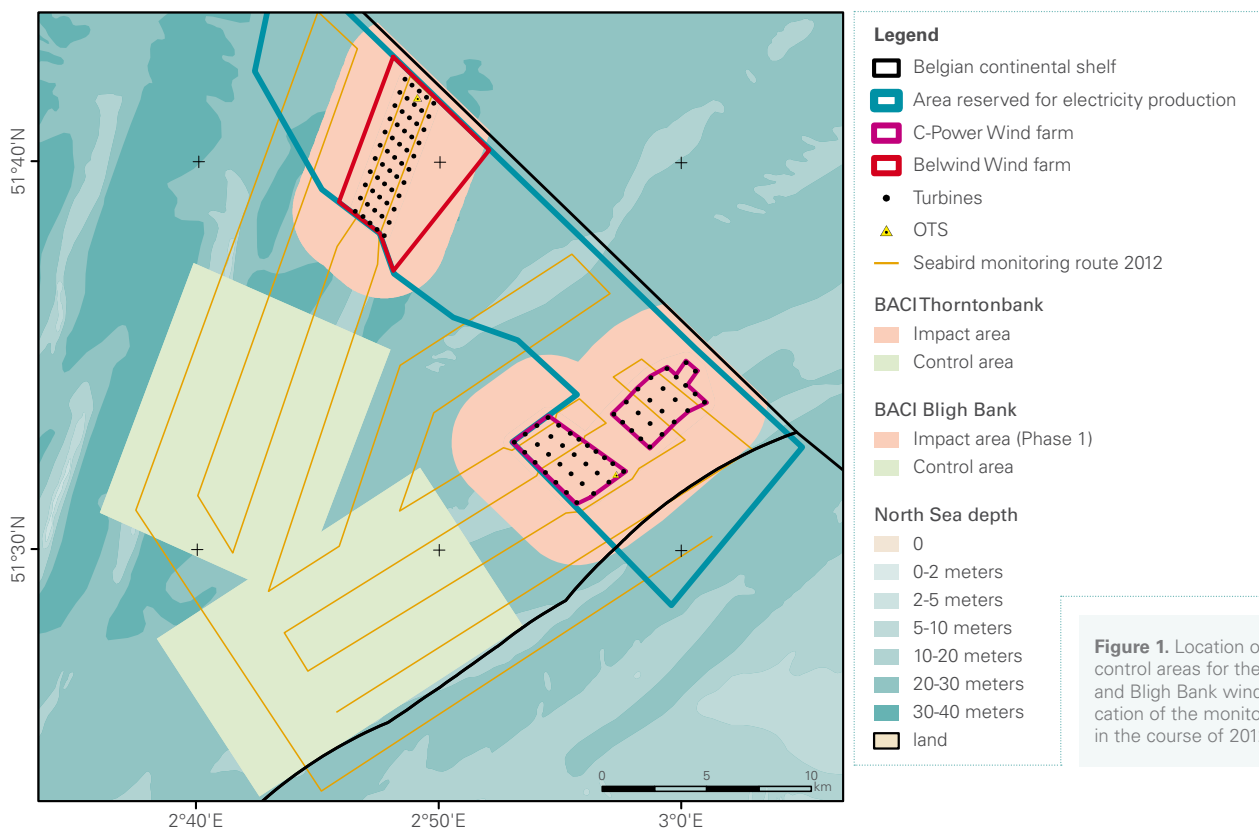 51°40'N
51°30'N
2°40'E
2°50'E
3°0'E
0 5 10
km
Legend
Belgian continental shelf
Area reserved for electricity production
C-Power Wind farm
Belwind Wind farm
Turbines
OTS
Seabird monitoring route 2012
BACI Thorntonbank
Impact area
Control area
BACI Bligh Bank
Impact area (Phase 1)
Control area
North Sea depth
0
0-2 meters
2-5 meters
5-10 meters
10-20 meters
20-30 meters
30-40 meters
land
Figure 1. Location o
control areas for the
and Bligh Bank wind
cation of the monito
in the course of 201